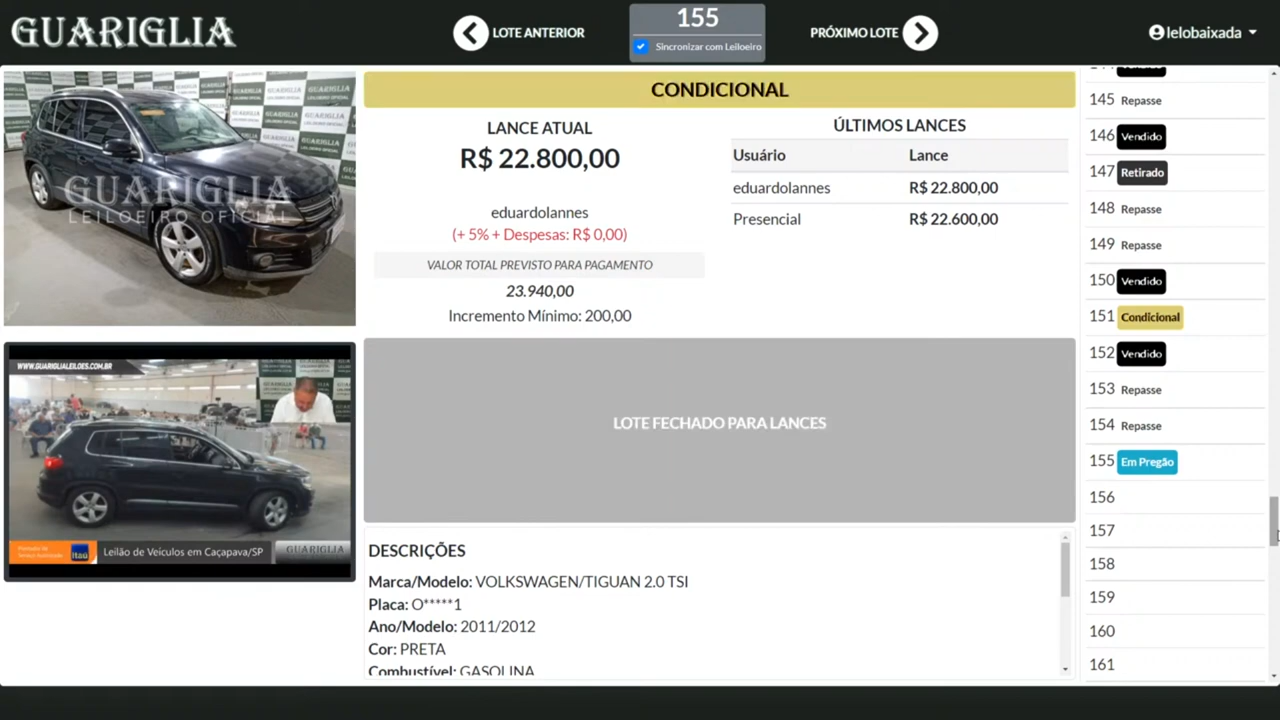 GUARIGLIA
LOTE ANTERIOR
155
Sincronizar com Leiloeiro
PRÓXIMO LOTE
lelobaixada
GUARIGLIA
LEILOEIRO OFICIAL
CONDICIONAL
LANCE ATUAL
R$ 22.800,00
eduardolannes
(+ 5% + Despesas: R$ 0,00)
VALOR TOTAL PREVISTO PARA PAGAMENTO
23.940,00
Incremento Mínimo: 200,00
ÚLTIMOS LANCES
Usuário Lance
eduardolannes R$ 22.800,00
Presencial R$ 22.600,00
LOTE FECHADO PARA LANCES
WWW.GUARIGLIALEILOES.COM.BR
itaú
Leilão de Veiculos em Caçapava/SP
GUARIGLIA
DESCRIÇÕES
Marca/Modelo: VOLKSWAGEN/TIGUAN 2.0 TSI
Placa: O*****1
Ano/Modelo: 2011/2012
Cor: PRETA
Combustível: GASOLINA
145 Repasse
146 Vendido
147 Retirado
148 Repasse
149 Repasse
150 Vendido
151 Condicional
152 Vendido
153 Repasse
154 Repasse
155 Em Pregão
156
157
158
159
160
161